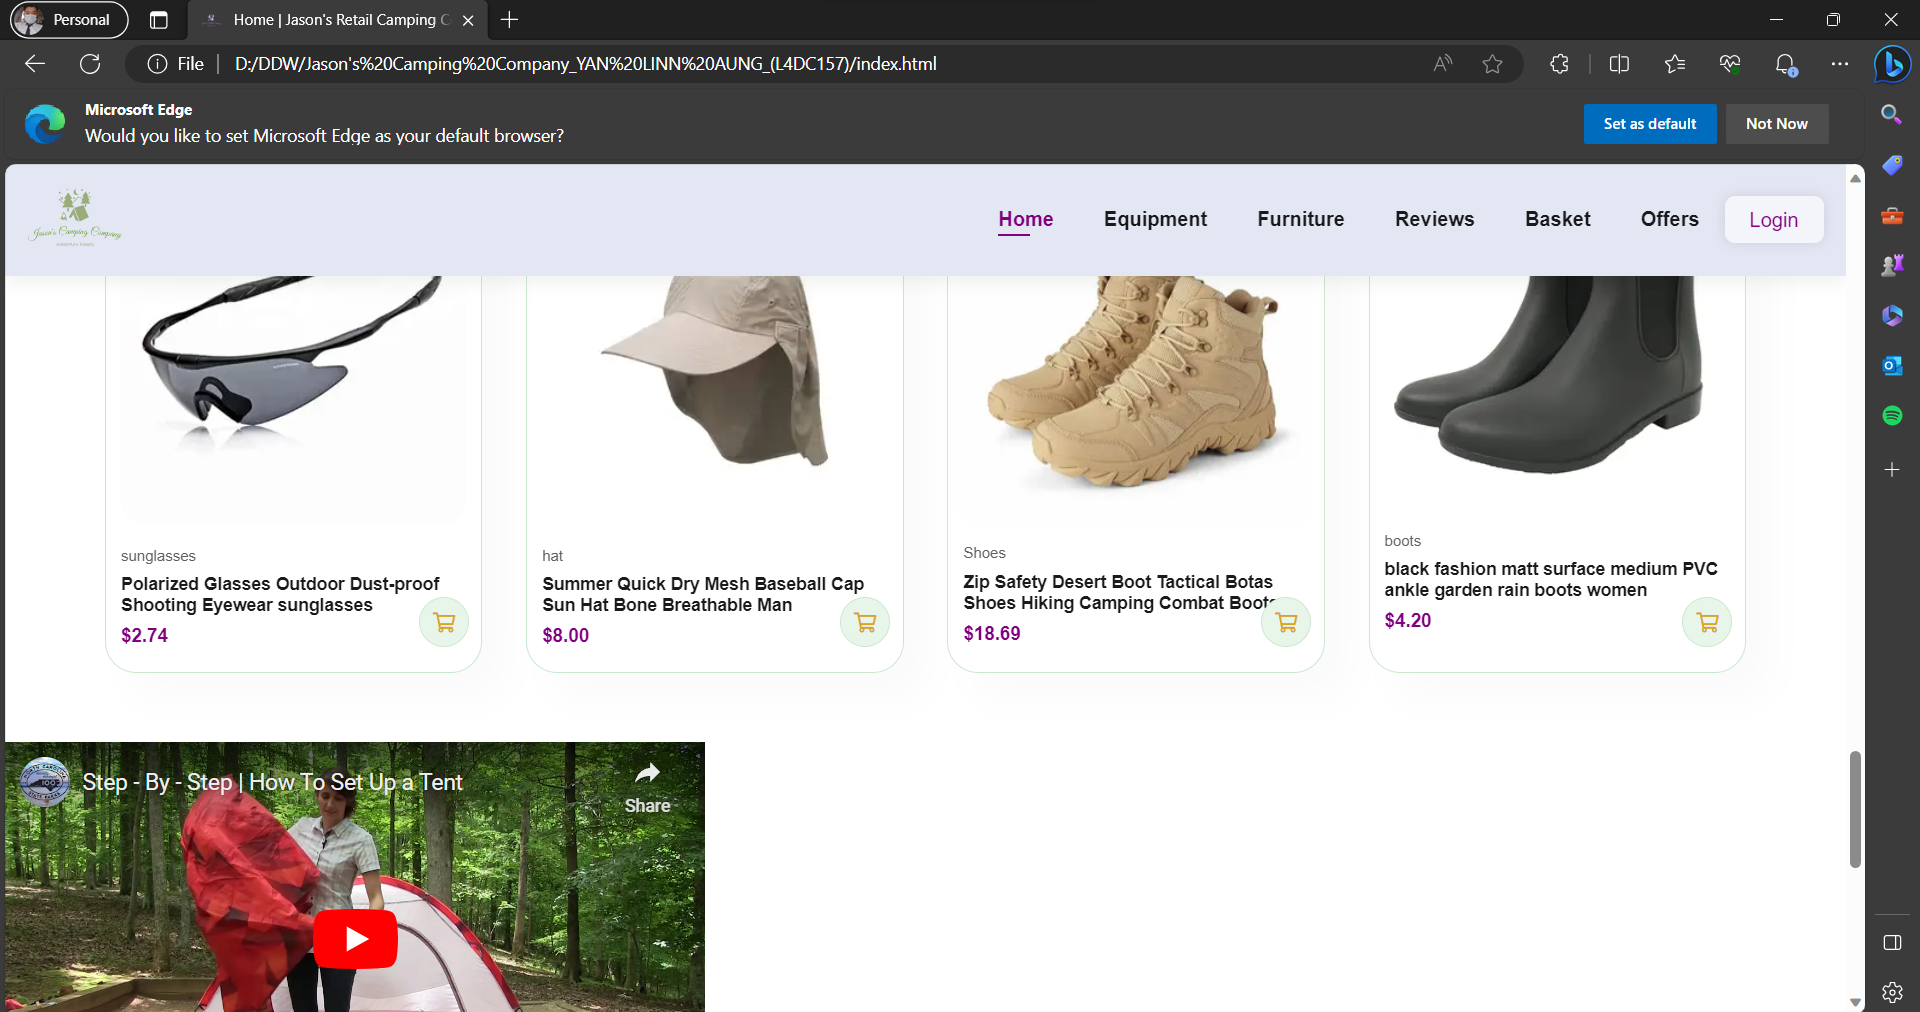 Personal
Home | Jason's Retail Camping C
File
D:/DDW/Jason's%20Camping%20Company_YAN%20LINN%20AUNG_(L4DC157)/index.html
Microsoft Edge
Would you like to set Microsoft Edge as your default browser?
Set as default
Not Now
Jason's Camping Company
Home
Equipment
Furniture
Reviews
Basket
Offers
Login
sunglasses
Polarized Glasses Outdoor Dust-proof
Shooting Eyewear sunglasses
$2.74
hat
Summer Quick Dry Mesh Baseball Cap
Sun Hat Bone Breathable Man
$8.00
Shoes
Zip Safety Desert Boot Tactical Botas
Shoes Hiking Camping Combat Boots
$18.69
boots
black fashion matt surface medium PVC
ankle garden rain boots women
$4.20
Step - By - Step | How To Set Up a Tent
Share